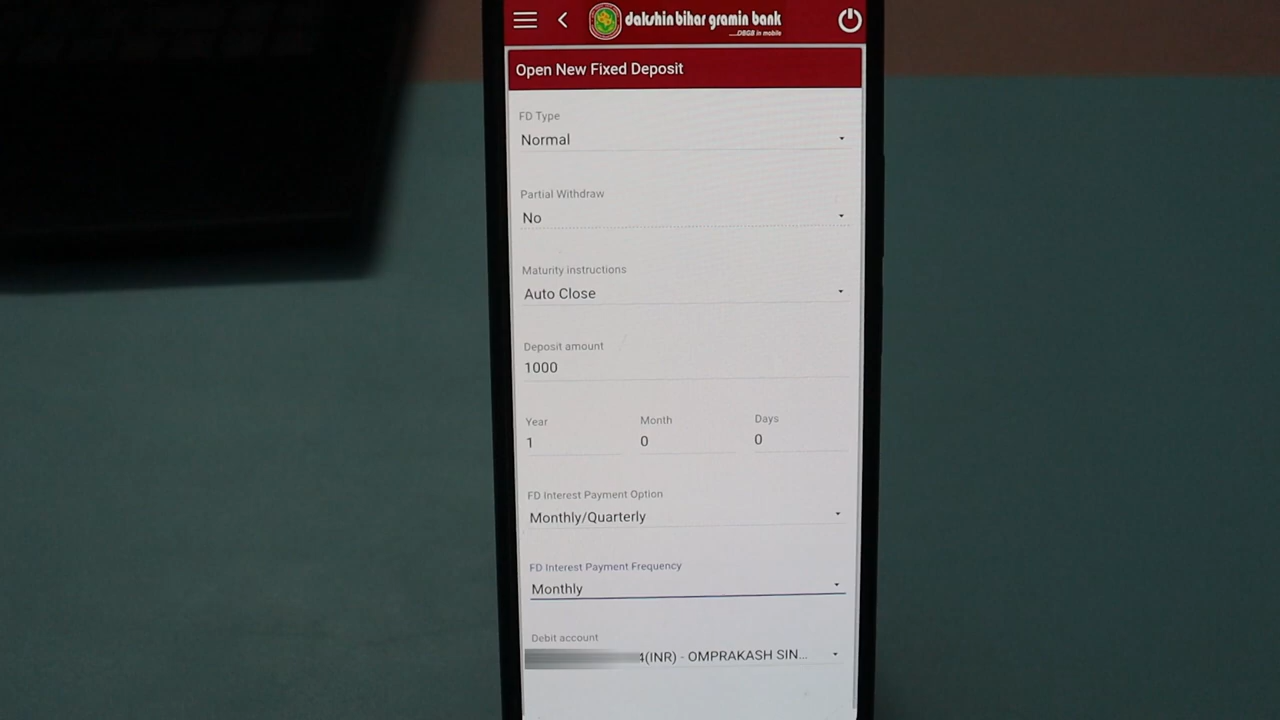 dakshin bihar gramin bank
....DBGB in mobile
Open New Fixed Deposit
FD Type
Normal
Partial Withdraw
No
Maturity instructions
Auto Close
Deposit amount
1000
Year Month Days
1 0 0
FD Interest Payment Option
Monthly/Quarterly
FD Interest Payment Frequency
Monthly
Debit account
4(INR) - OMPRAKASH SIN...